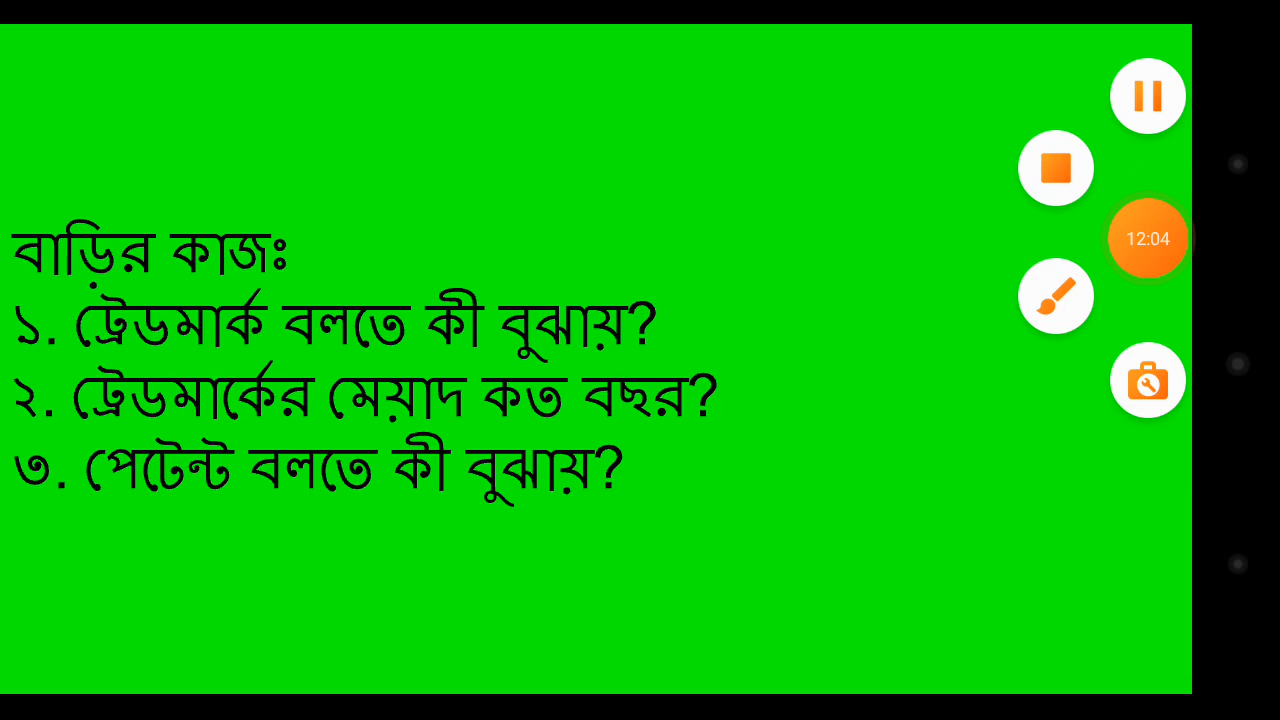 বাড়ির কাজঃ
১. ট্রেডমার্ক বলতে কী বুঝায়?
২. ট্রেডমার্কের মেয়াদ কত বছর?
৩. পেটেন্ট বলতে কী বুঝায়?
12:04